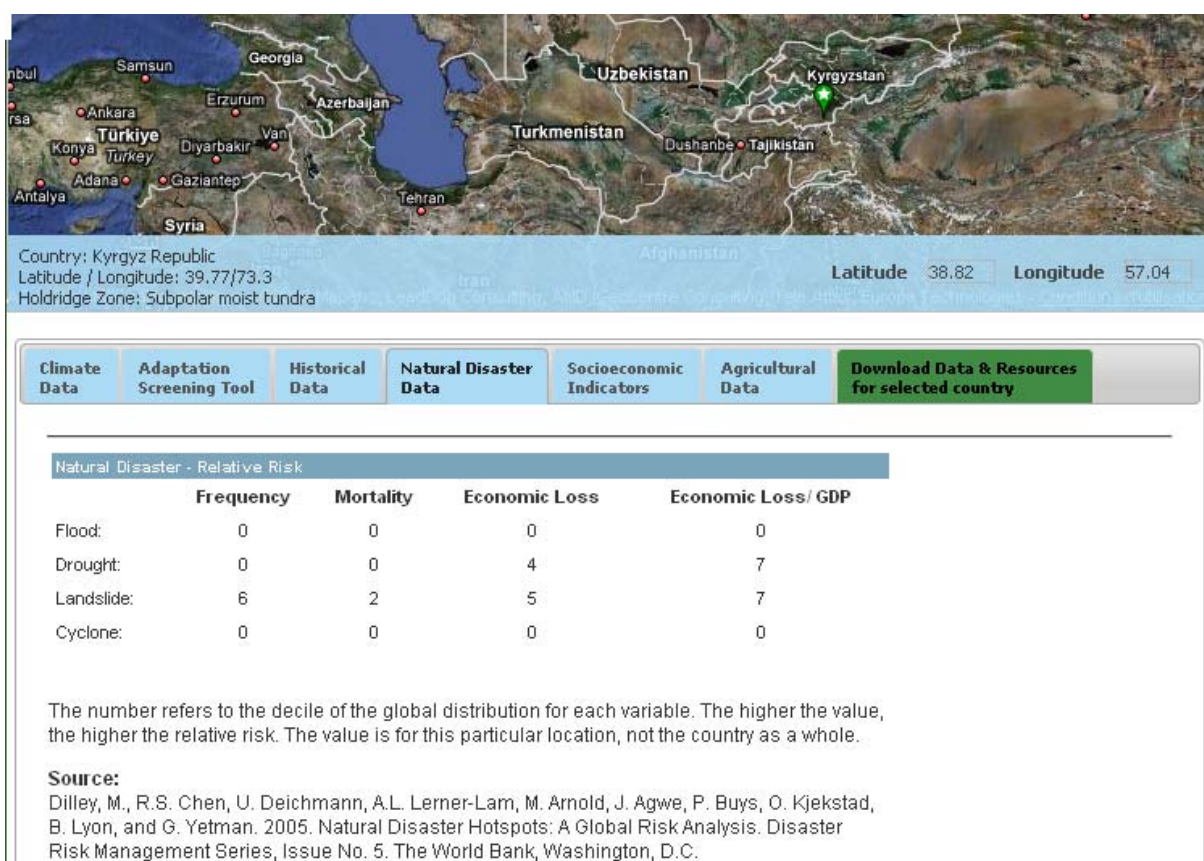 Georgia
Samsun
nbul
Uzbekistan
Kyrgyzstan
Erzurum
Azerbaijan
Ankara
rsa
Türkiye
Turkmenistan
Van
Konya
Diyarbakir
Dushanbe
Tajikistan
Turkey
Adana
Gaziantep
Antalya
Tehran
Syria
Afghanistan
Iran
Country: Kyrgyz Republic
Latitude / Longitude: 39.77/73.3
Holdridge Zone: Subpolar moist tundra
Latitude 38.82 Longitude 57.04
Climate Data
Adaptation Screening Tool
Historical Data
Natural Disaster Data
Socioeconomic Indicators
Agricultural Data
Download Data & Resources for selected country
Natural Disaster - Relative Risk
Frequency Mortality Economic Loss Economic Loss/ GDP
Flood: 0 0 0 0
Drought: 0 0 4 7
Landslide: 6 2 5 7
Cyclone: 0 0 0 0
The number refers to the decile of the global distribution for each variable. The higher the value,
the higher the relative risk. The value is for this particular location, not the country as a whole.
Source:
Dilley, M., R.S. Chen, U. Deichmann, A.L. Lerner-Lam, M. Arnold, J. Agwe, P. Buys, O. Kjekstad,
B. Lyon, and G. Yetman. 2005. Natural Disaster Hotspots: A Global Risk Analysis. Disaster
Risk Management Series, Issue No. 5. The World Bank, Washington, D.C.